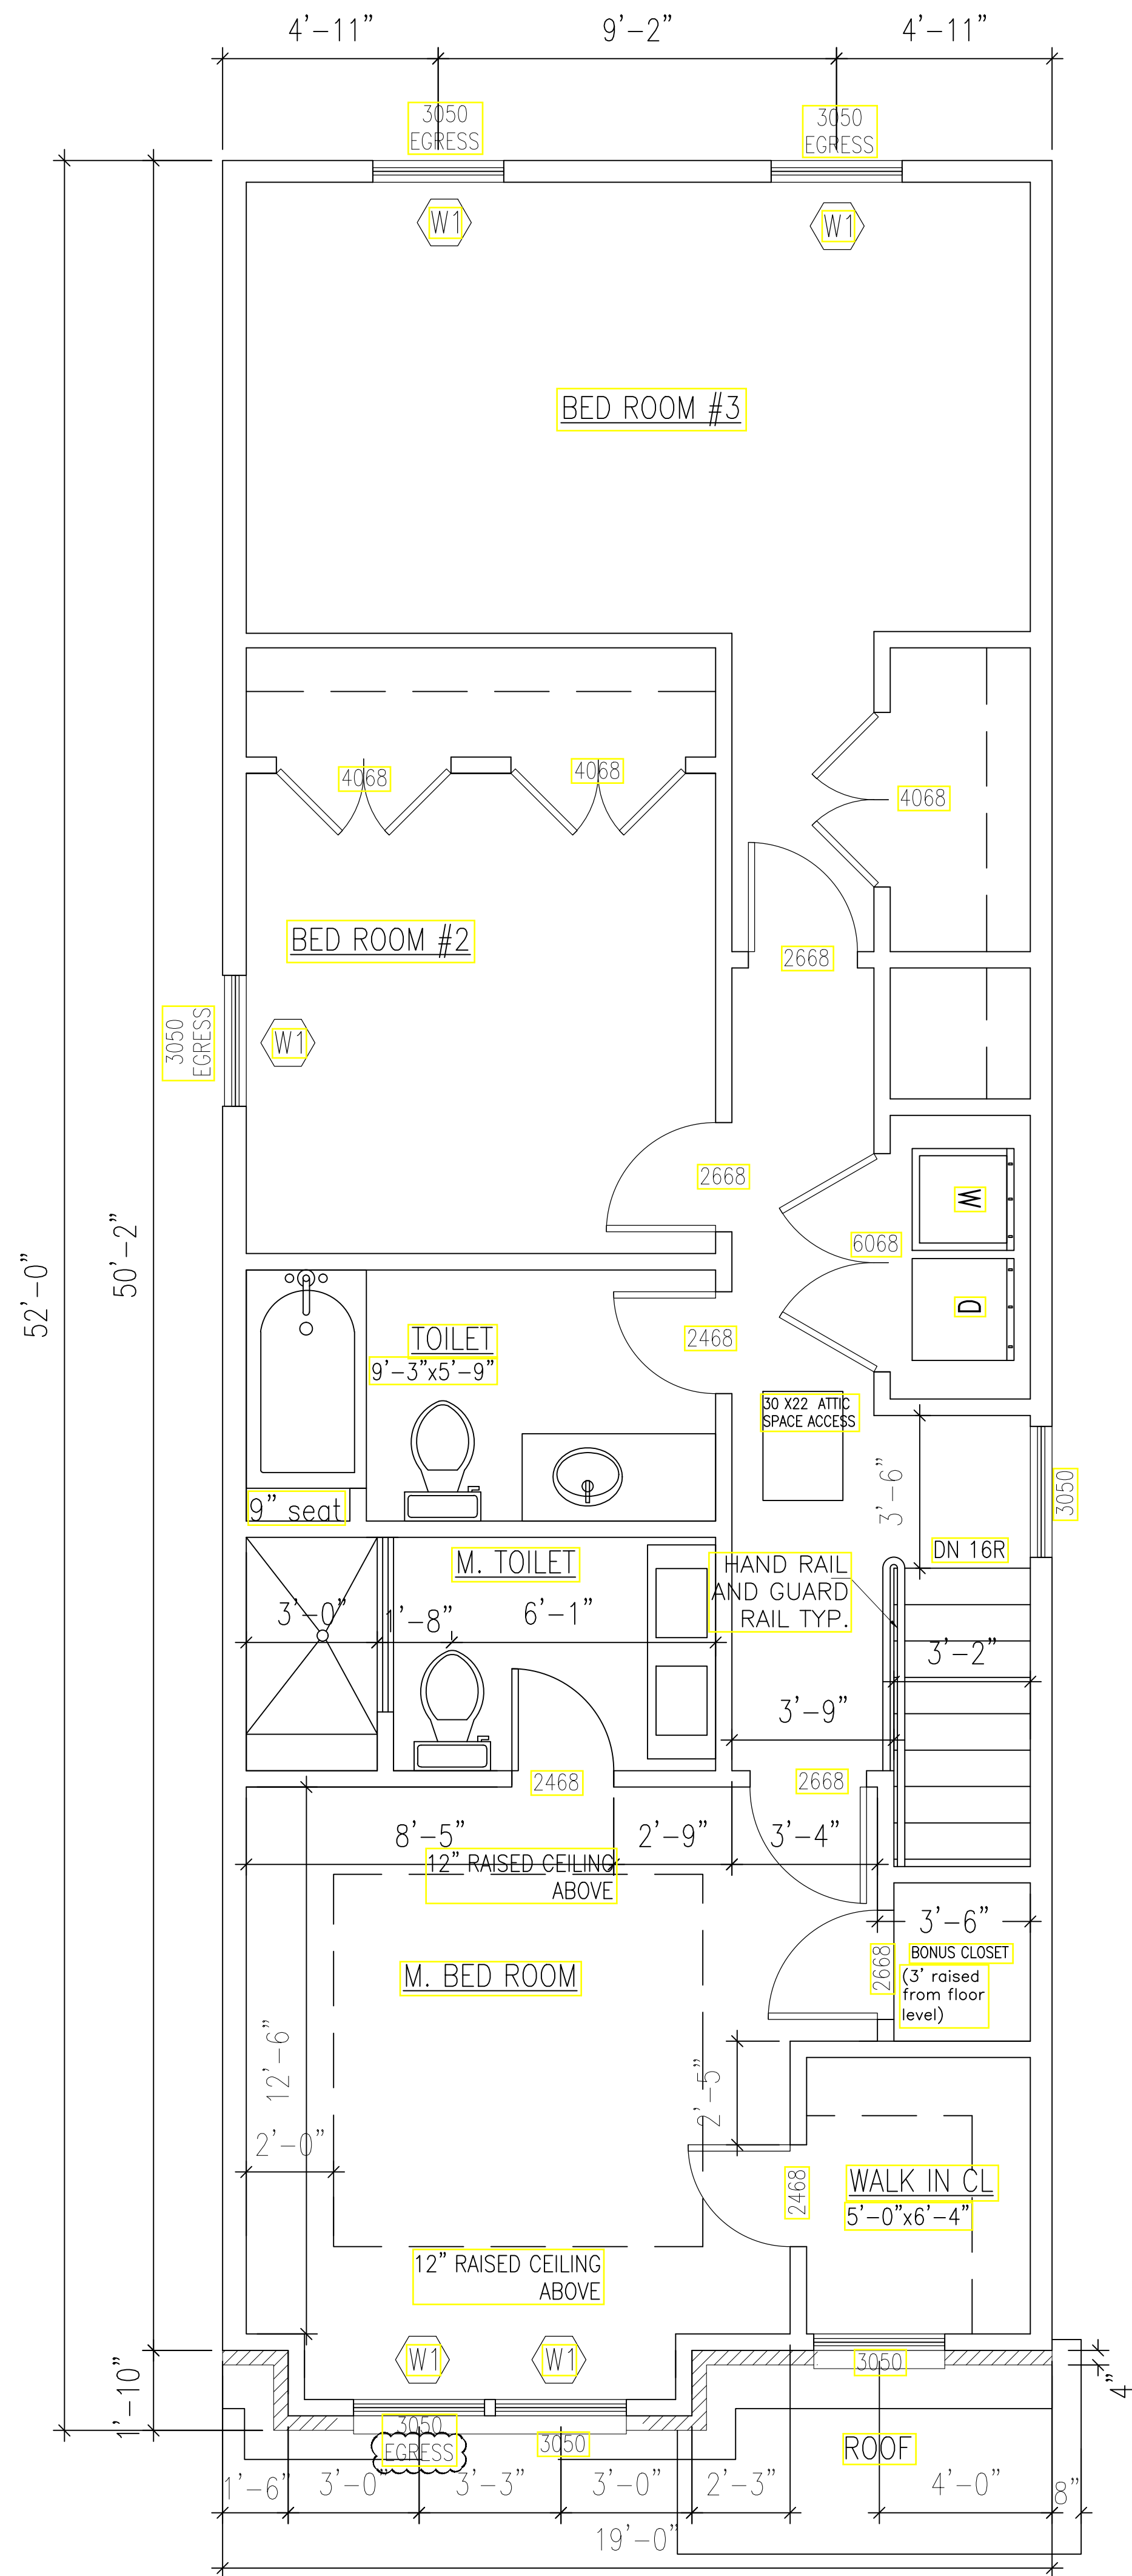 4'-11"
9'-2"
4'-11"
3050
EGRESS
3050
EGRESS
W1
W1
BED ROOM #3
4068
4068
4068
BED ROOM #2
2668
3050
EGRESS
W1
2668
W
6068
D
52'-0"
50'-2"
TOILET
9'-3"x5'-9"
2468
30 X22 ATTIC
SPACE ACCESS
3'-6"
3050
9" seat
DN 16R
M. TOILET
HAND RAIL
AND GUARD
RAIL TYP.
3'-0"
1'-8"
6'-1"
3'-2"
3'-9"
2468
2668
8'-5"
2'-9"
3'-4"
12" RAISED CEILING
ABOVE
3'-6"
BONUS CLOSET
2668
(3' raised
from floor
level)
M. BED ROOM
12'-6"
2'-5"
2'-0"
2468
WALK IN CL
5'-0"x6'-4"
12" RAISED CEILING
ABOVE
W1
W1
3050
1'-10"
4"
3050
EGRESS
3050
ROOF
1'-6"
3'-0"
3'-3"
3'-0"
2'-3"
4'-0"
8"
19'-0"